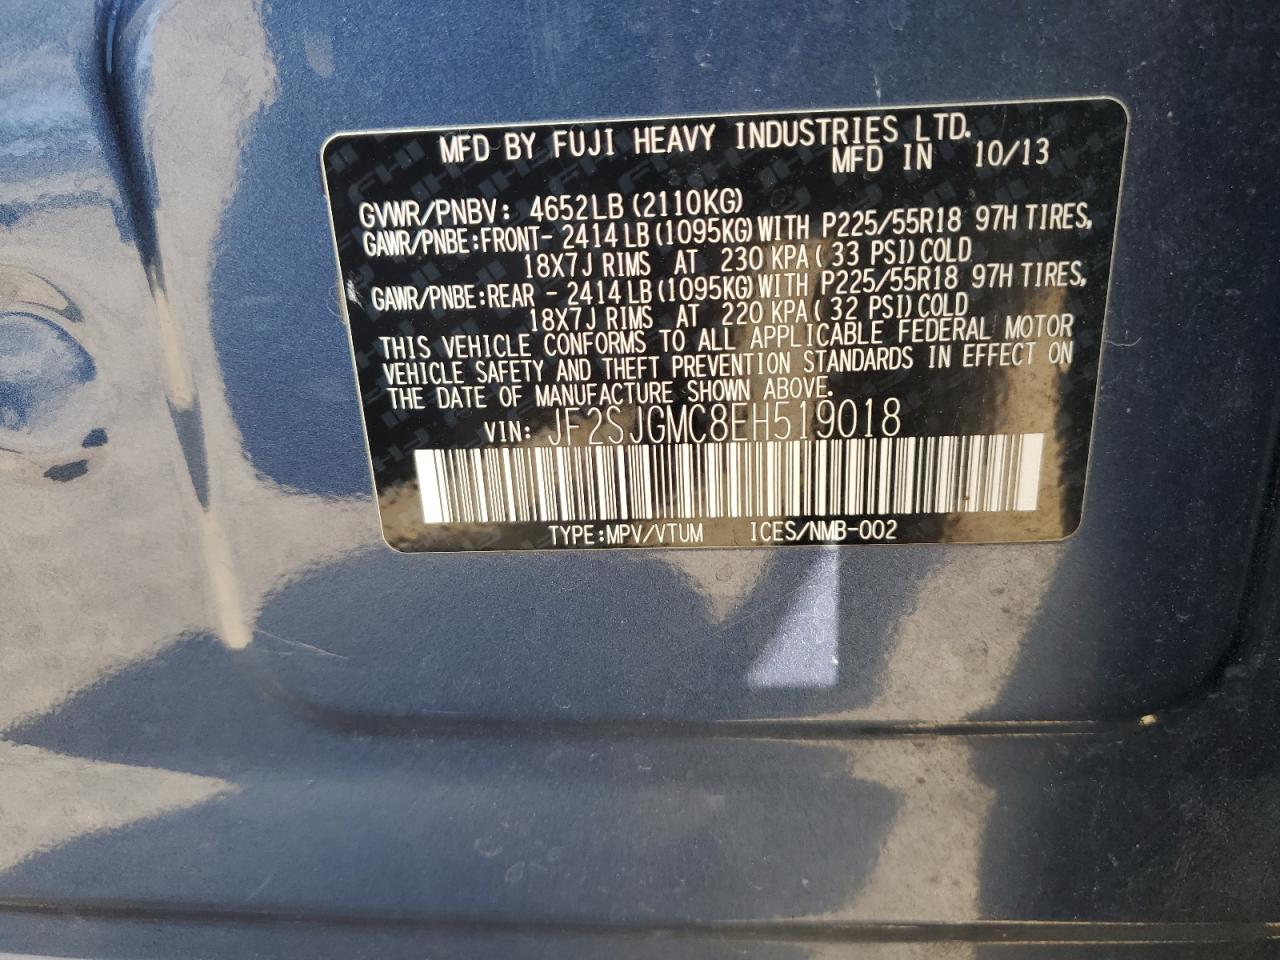 MFD BY FUJI HEAVY INDUSTRIES LTD.
MFD IN 10/13
GVWR/PNBV: 4652LB (2110KG)
GAWR/PNBE:FRONT- 2414 LB (1095KG) WITH P225/55R18 97H TIRES,
18X7J RIMS AT 230 KPA ( 33 PSI) COLD
GAWR/PNBE:REAR - 2414 LB (1095KG) WITH P225/55R18 97H TIRES,
18X7J RIMS AT 220 KPA ( 32 PSI) COLD
THIS VEHICLE CONFORMS TO ALL APPLICABLE FEDERAL MOTOR
VEHICLE SAFETY AND THEFT PREVENTION STANDARDS IN EFFECT ON
THE DATE OF MANUFACTURE SHOWN ABOVE.
VIN: JF2SJGMC8EH519018
TYPE:MPV/VTUM ICES/NMB-002